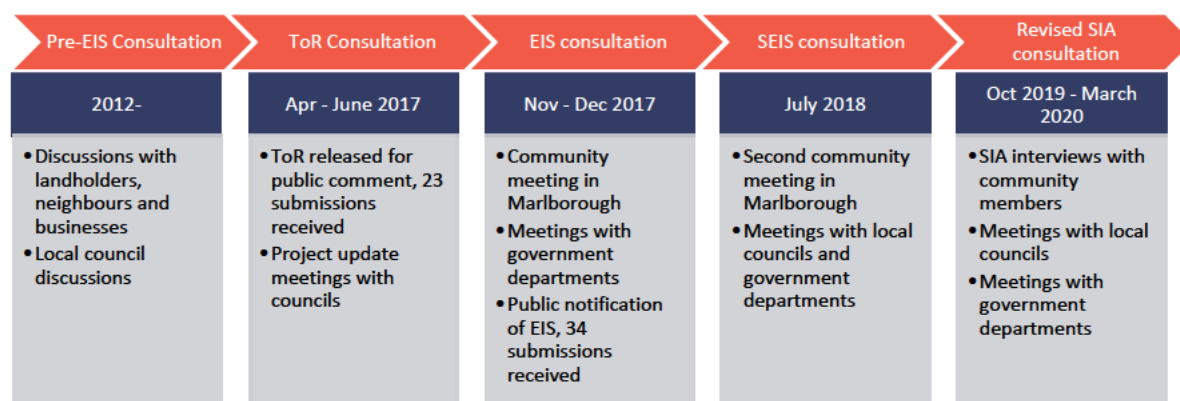 Pre-EIS Consultation
ToR Consultation
EIS consultation
SEIS consultation
Revised SIA
consultation
2012-
Apr - June 2017
Nov - Dec 2017
July 2018
Oct 2019 - March
2020
•Discussions with
landholders,
neighbours and
businesses
•Local council
discussions
•ToR released for
public comment, 23
submissions
received
•Project update
meetings with
councils
•Community
meeting in
Marlborough
•Meetings with
government
departments
•Public notification
of EIS, 34
submissions
received
•Second community
meeting in
Marlborough
•Meetings with local
councils and
government
departments
•SIA interviews with
community
members
•Meetings with local
councils
•Meetings with
government
departments